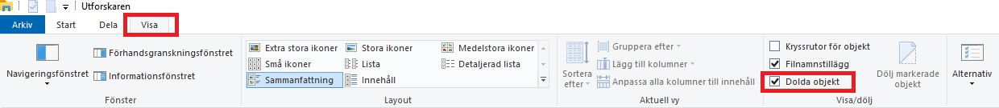 Utforskaren
Arkiv Start Dela Visa
Navigeringsfönstret
Förhandsgranskningsfönstret
Informationsfönstret
Fönster
Extra stora ikoner Stora ikoner Medelstora ikoner
Små ikoner Lista Detaljerad lista
Sammanfattning Innehåll
Layout
Sortera efter
Gruppera efter
Lägg till kolumner
Anpassa alla kolumner till innehåll
Aktuell vy
Kryssrutor för objekt
Filnamnstillägg
Dolda objekt
Dölj markerade
objekt
Visa/dölj
Alternativ